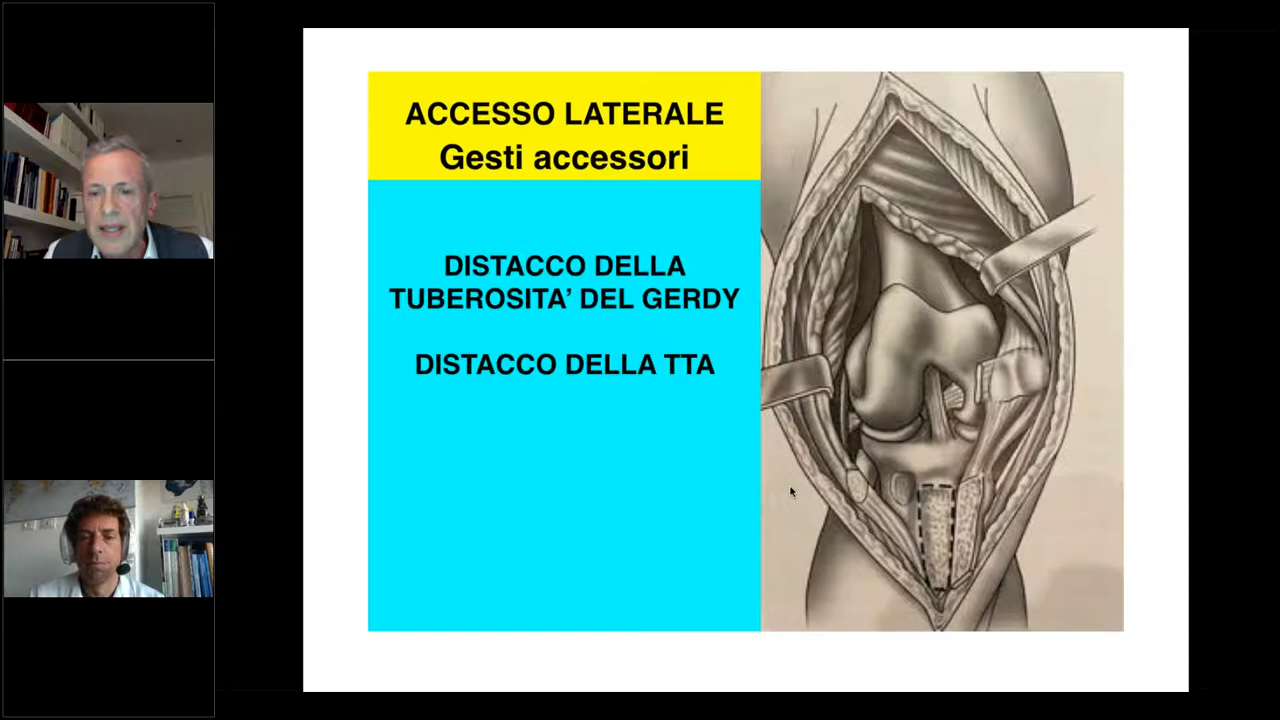 ACCESSO LATERALE
Gesti accessori
DISTACCO DELLA
TUBEROSITA’ DEL GERDY
DISTACCO DELLA TTA